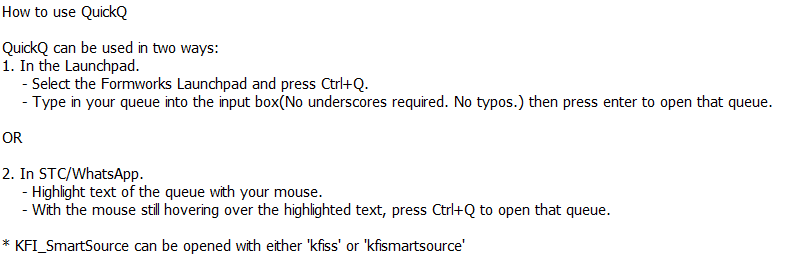 How to use QuickQ
QuickQ can be used in two ways:
1. In the Launchpad.
- Select the Formworks Launchpad and press Ctrl+Q.
- Type in your queue into the input box(No underscores required. No typos.) then press enter to open that queue.
OR
2. In STC/WhatsApp.
- Highlight text of the queue with your mouse.
- With the mouse still hovering over the highlighted text, press Ctrl+Q to open that queue.
* KFI_SmartSource can be opened with either 'kfiss' or 'kfismartsource'